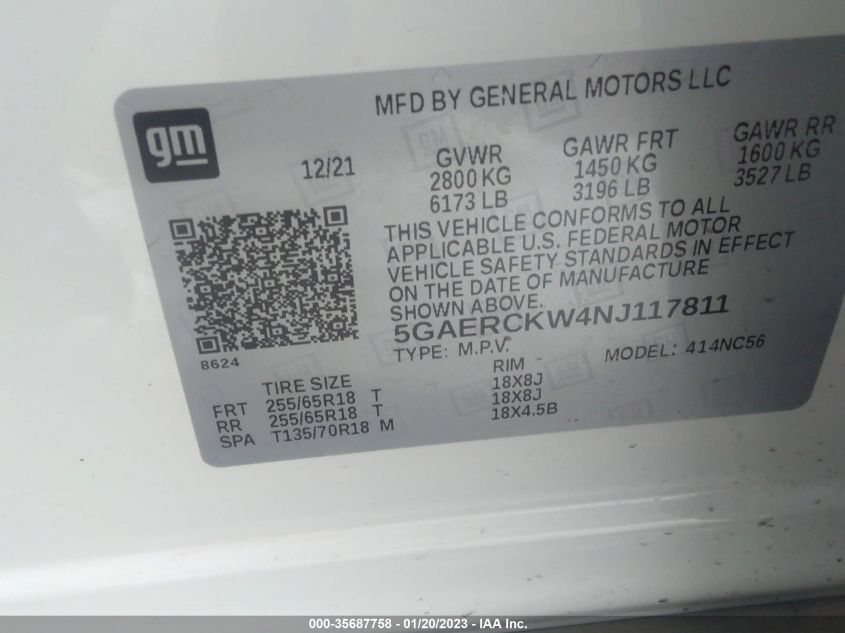 MFD BY GENERAL MOTORS LLC
gm
12/21
GVWR GAWR FRT GAWR RR
2800 KG 1450 KG 1600 KG
6173 LB 3196 LB 3527 LB
THIS VEHICLE CONFORMS TO ALL
APPLICABLE U.S. FEDERAL MOTOR
VEHICLE SAFETY STANDARDS IN EFFECT
ON THE DATE OF MANUFACTURE
SHOWN ABOVE.
5GAERCKW4NJ117811
8624
TYPE: M.P.V. MODEL: 414NC56
TIRE SIZE RIM
FRT 255/65R18 T 18X8J
RR 255/65R18 T 18X8J
SPA T135/70R18 M 18X4.5B
000-35687758 - 01/20/2023 - IAA Inc.